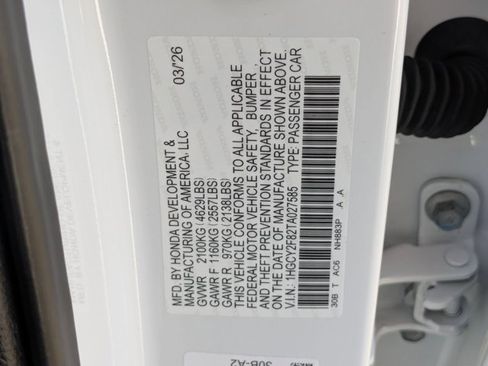 MFD. BY HONDA DEVELOPMENT & 03/'26
MANUFACTURING OF AMERICA, LLC
GVWR 2100KG (4629LBS)
GAWR F 1160KG (2557LBS)
GAWR R 970KG (2138LBS)
THIS VEHICLE CONFORMS TO ALL APPLICABLE
FEDERAL MOTOR VEHICLE SAFETY, BUMPER
AND THEFT PREVENTION STANDARDS IN EFFECT
ON THE DATE OF MANUFACTURE SHOWN ABOVE.
V.I.N.: 1HGCY2F82TA027585 TYPE: PASSENGER CAR
30B T AC6 NH883P A A
30B-A2